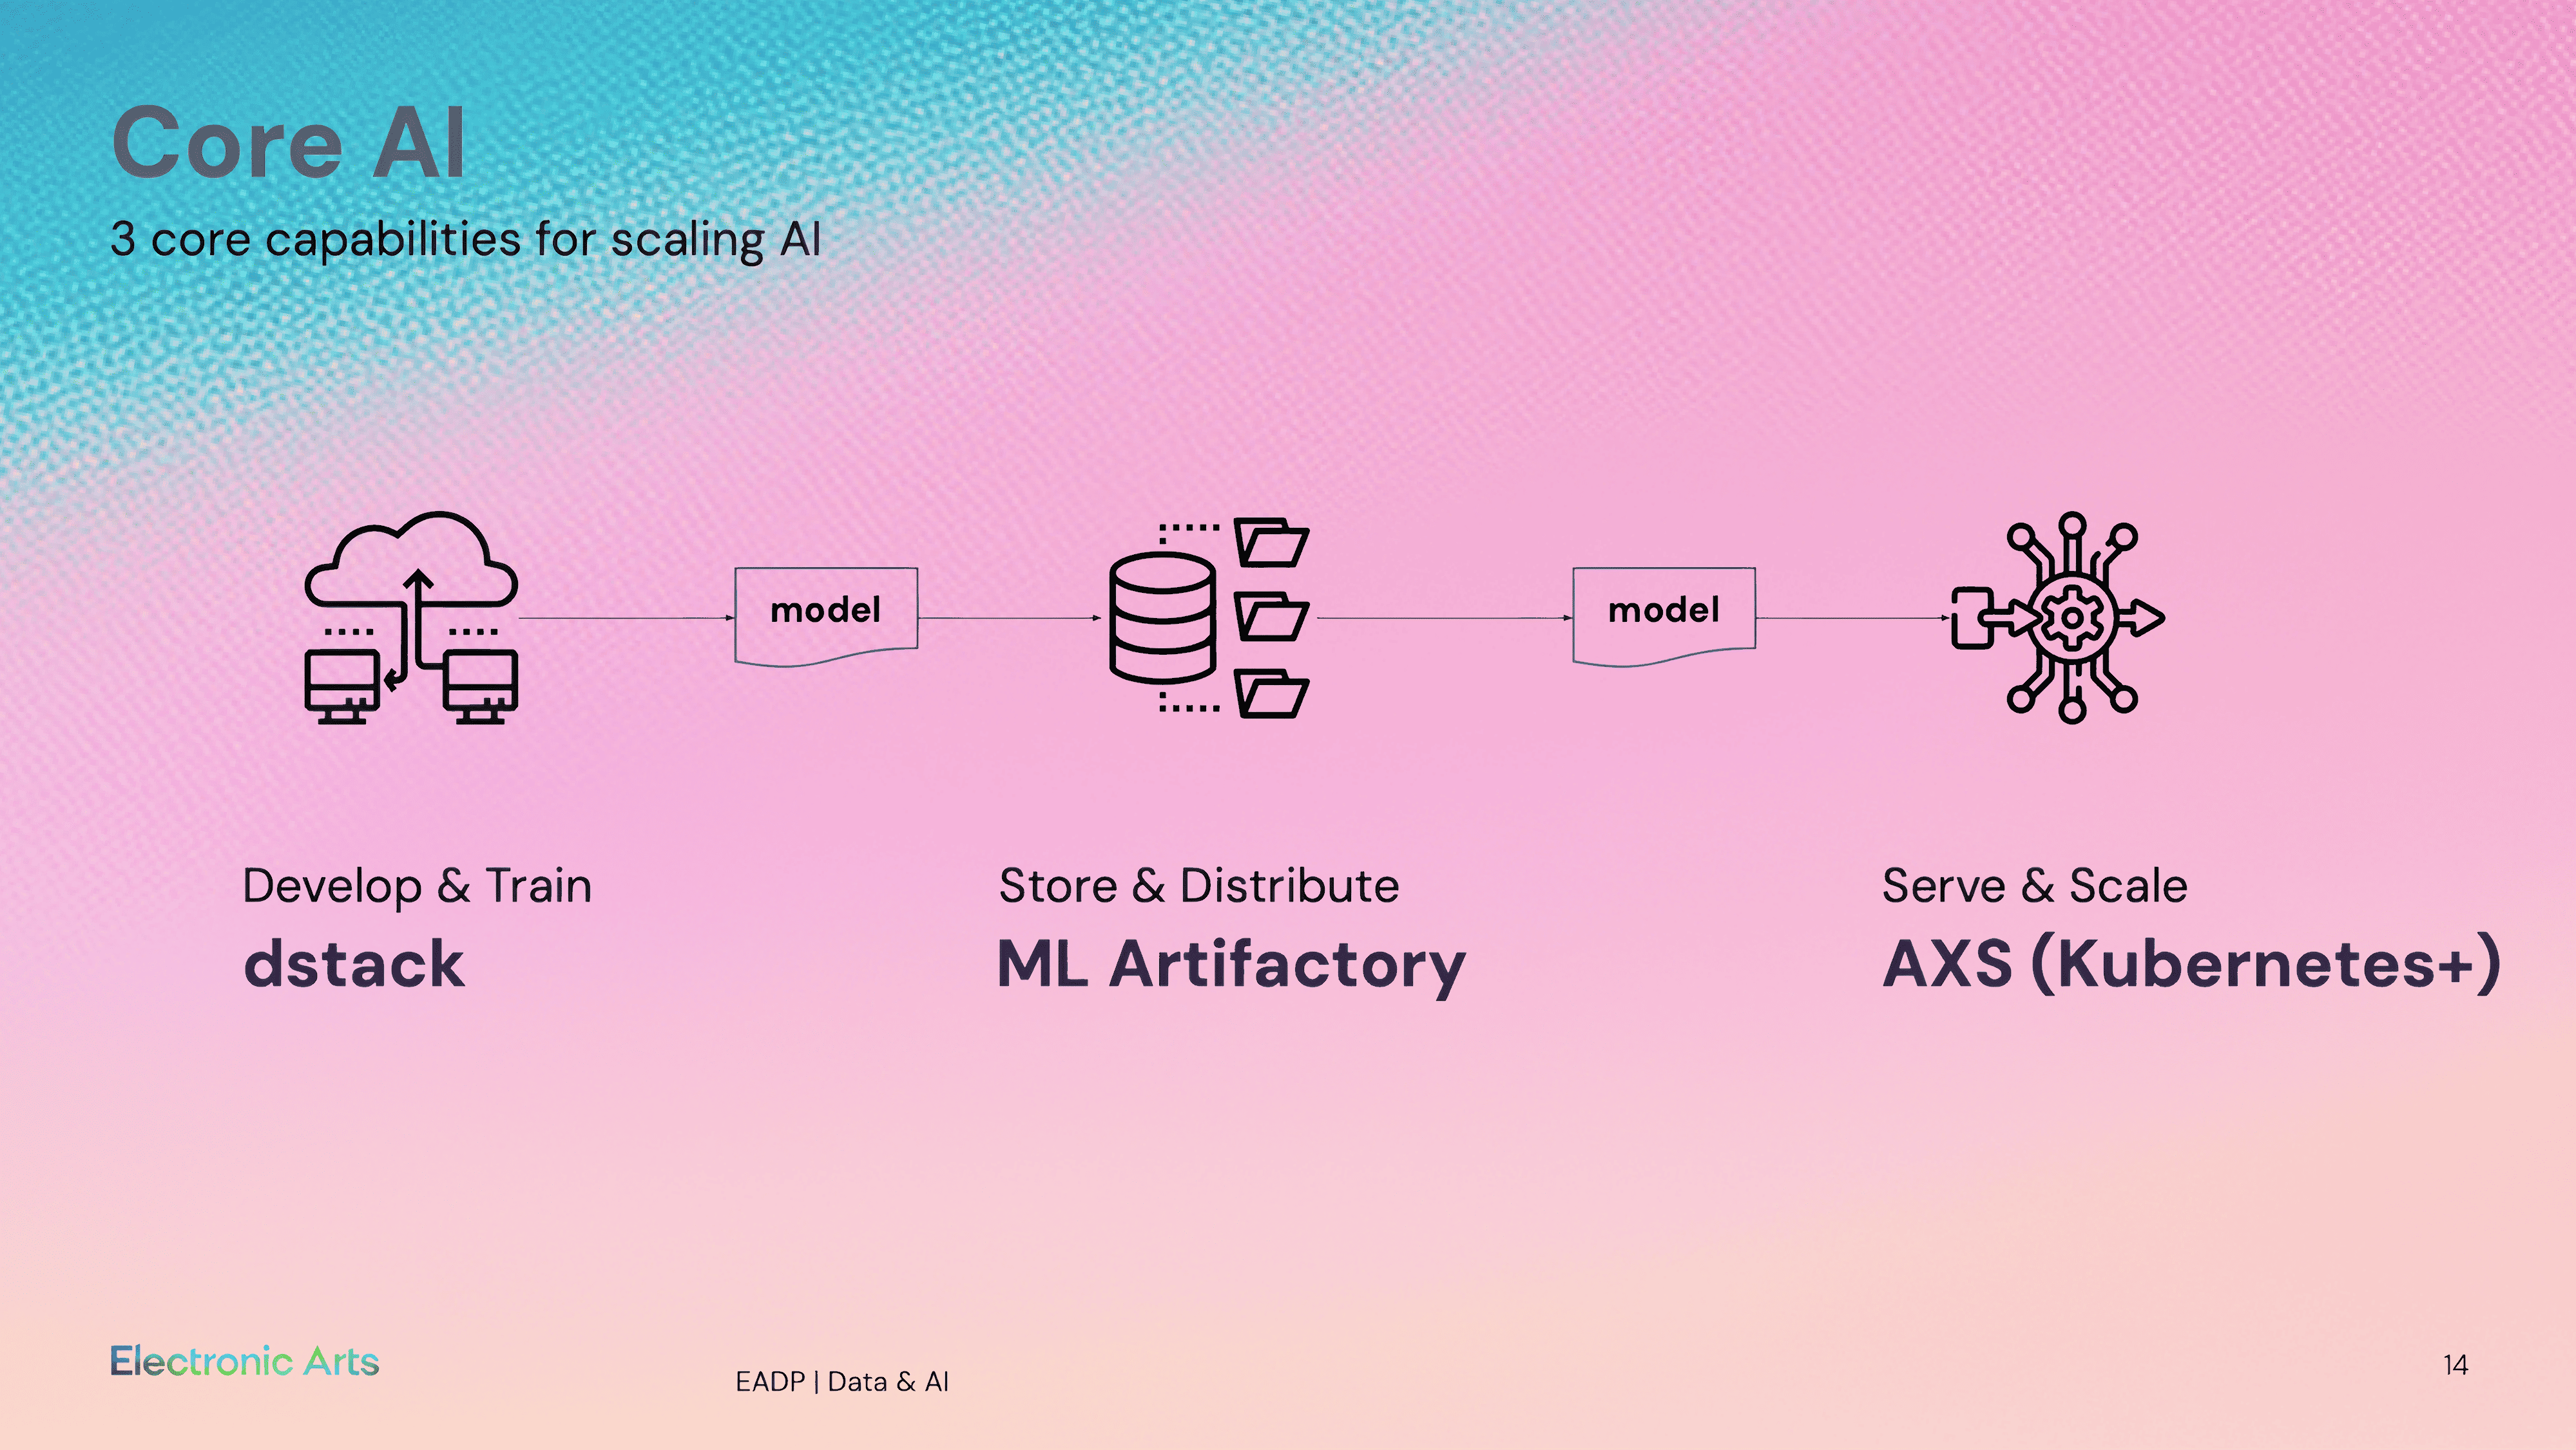 Core AI
3 core capabilities for scaling AI
model
model
Develop & Train
dstack
Store & Distribute
ML Artifactory
Serve & Scale
AXS (Kubernetes+)
Electronic Arts
EADP | Data & AI
14